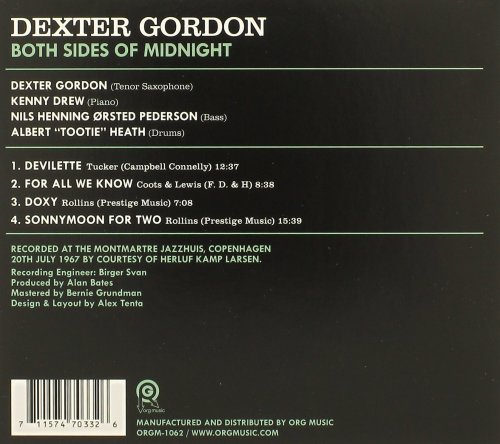 DEXTER GORDON
BOTH SIDES OF MIDNIGHT
DEXTER GORDON (Tenor Saxophone)
KENNY DREW (Piano)
NILS HENNING ØRSTED PEDERSON (Bass)
ALBERT “TOOTIE” HEATH (Drums)
1. DEVILETTE Tucker (Campbell Connelly) 12:37
2. FOR ALL WE KNOW Coots & Lewis (F. D. & H) 8:38
3. DOXY Rollins (Prestige Music) 7:08
4. SONNYMOON FOR TWO Rollins (Prestige Music) 15:39
RECORDED AT THE MONTMARTRE JAZZHUIS, COPENHAGEN
20TH JULY 1967 BY COURTESY OF HERLUF KAMP LARSEN.
Recording Engineer: Birger Svan
Produced by Alan Bates
Mastered by Bernie Grundman
Design & Layout by Alex Tenta
7 11574 70332 6
org music
MANUFACTURED AND DISTRIBUTED BY ORG MUSIC
ORGM-1062 / WWW.ORGMUSIC.COM